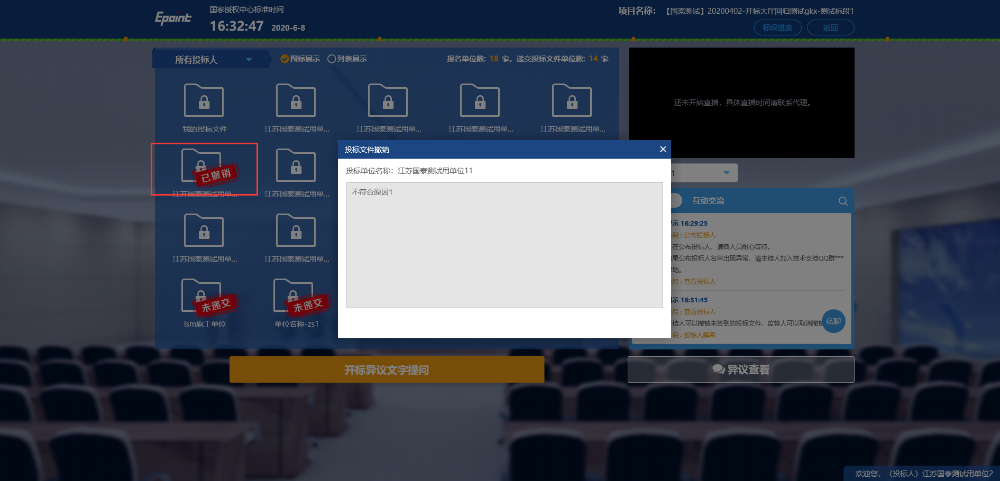 Epoint
国家授权中心标准时间
16:32:47 2020-6-8
项目名称： 【国泰测试】20200402-开标大厅回归测试gkx-测试标段1
标段进度 返回
所有投标人 图标展示 列表展示 报名单位数: 18 家，递交投标文件单位数: 14 家
我的投标文件 江苏国泰测试用单... 江苏国泰测试用单... 江苏国泰测试用单... 江苏国泰测试用单...
还未开始直播，具体直播时间请联系代理。
已撤销
江苏国泰测试用单... 江苏国泰测试用单...
江苏国泰测试用单... 江苏国泰测试用单...
未递交 未递交
lsm施工单位 单位名称-zs1
投标文件撤销
投标单位名称：江苏国泰测试用单位11
不符合原因1
1
互动交流
示 16:29:25
段 : 公布投标人
在公布投标人，请各人员耐心等待。
果公布投标人名单出现异常，请主持人加入技术支持QQ群***
助。
段 : 查看投标人
示 16:31:45
段 : 查看投标人
持人可以撤销未签到的投标文件，监管人可以取消撤销
段 : 投标人解密
私聊
开标异议文字提问
异议查看
欢迎您，（投标人）江苏国泰测试用单位2